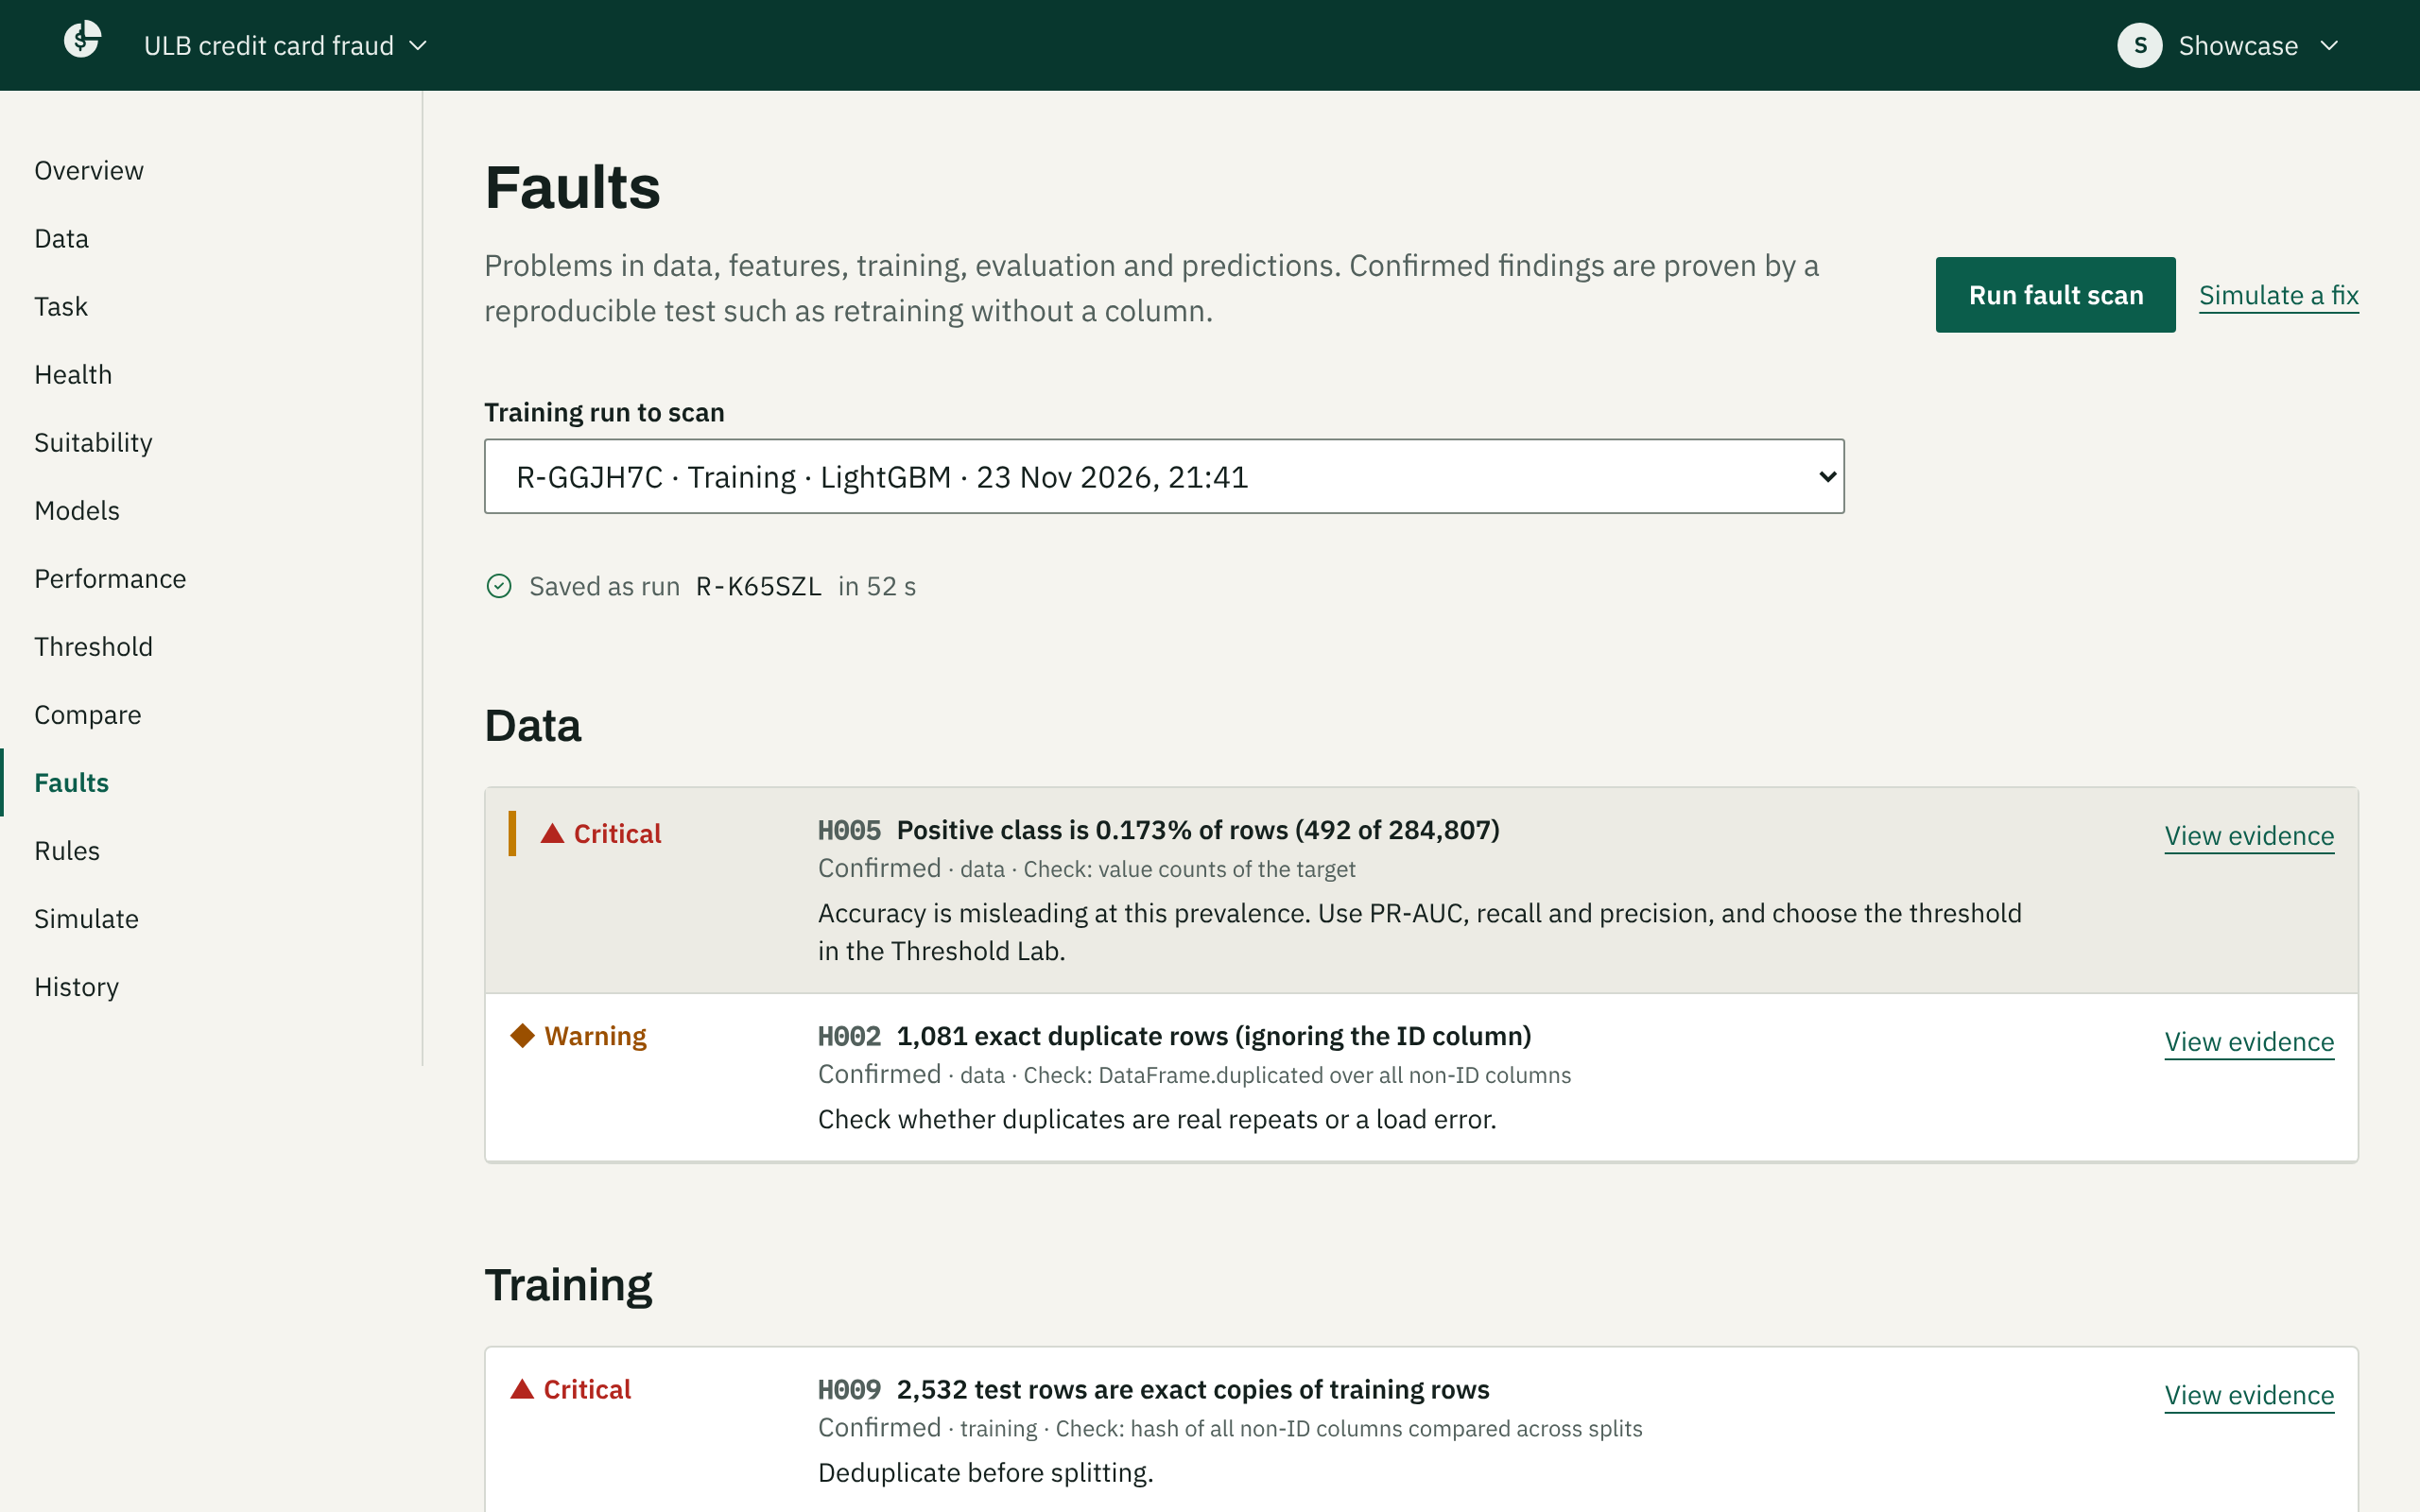 $
ULB credit card fraud
S
Showcase
Overview
Data
Task
Health
Suitability
Models
Performance
Threshold
Compare
Faults
Rules
Simulate
History
Faults
Problems in data, features, training, evaluation and predictions. Confirmed findings are proven by a
reproducible test such as retraining without a column.
Run fault scan
Simulate a fix
Training run to scan
R-GGJH7C · Training · LightGBM · 23 Nov 2026, 21:41
Saved as run R-K65SZL in 52 s
Data
Critical
H005 Positive class is 0.173% of rows (492 of 284,807)
View evidence
Confirmed · data · Check: value counts of the target
Accuracy is misleading at this prevalence. Use PR-AUC, recall and precision, and choose the threshold
in the Threshold Lab.
Warning
H002 1,081 exact duplicate rows (ignoring the ID column)
View evidence
Confirmed · data · Check: DataFrame.duplicated over all non-ID columns
Check whether duplicates are real repeats or a load error.
Training
Critical
H009 2,532 test rows are exact copies of training rows
View evidence
Confirmed · training · Check: hash of all non-ID columns compared across splits
Deduplicate before splitting.